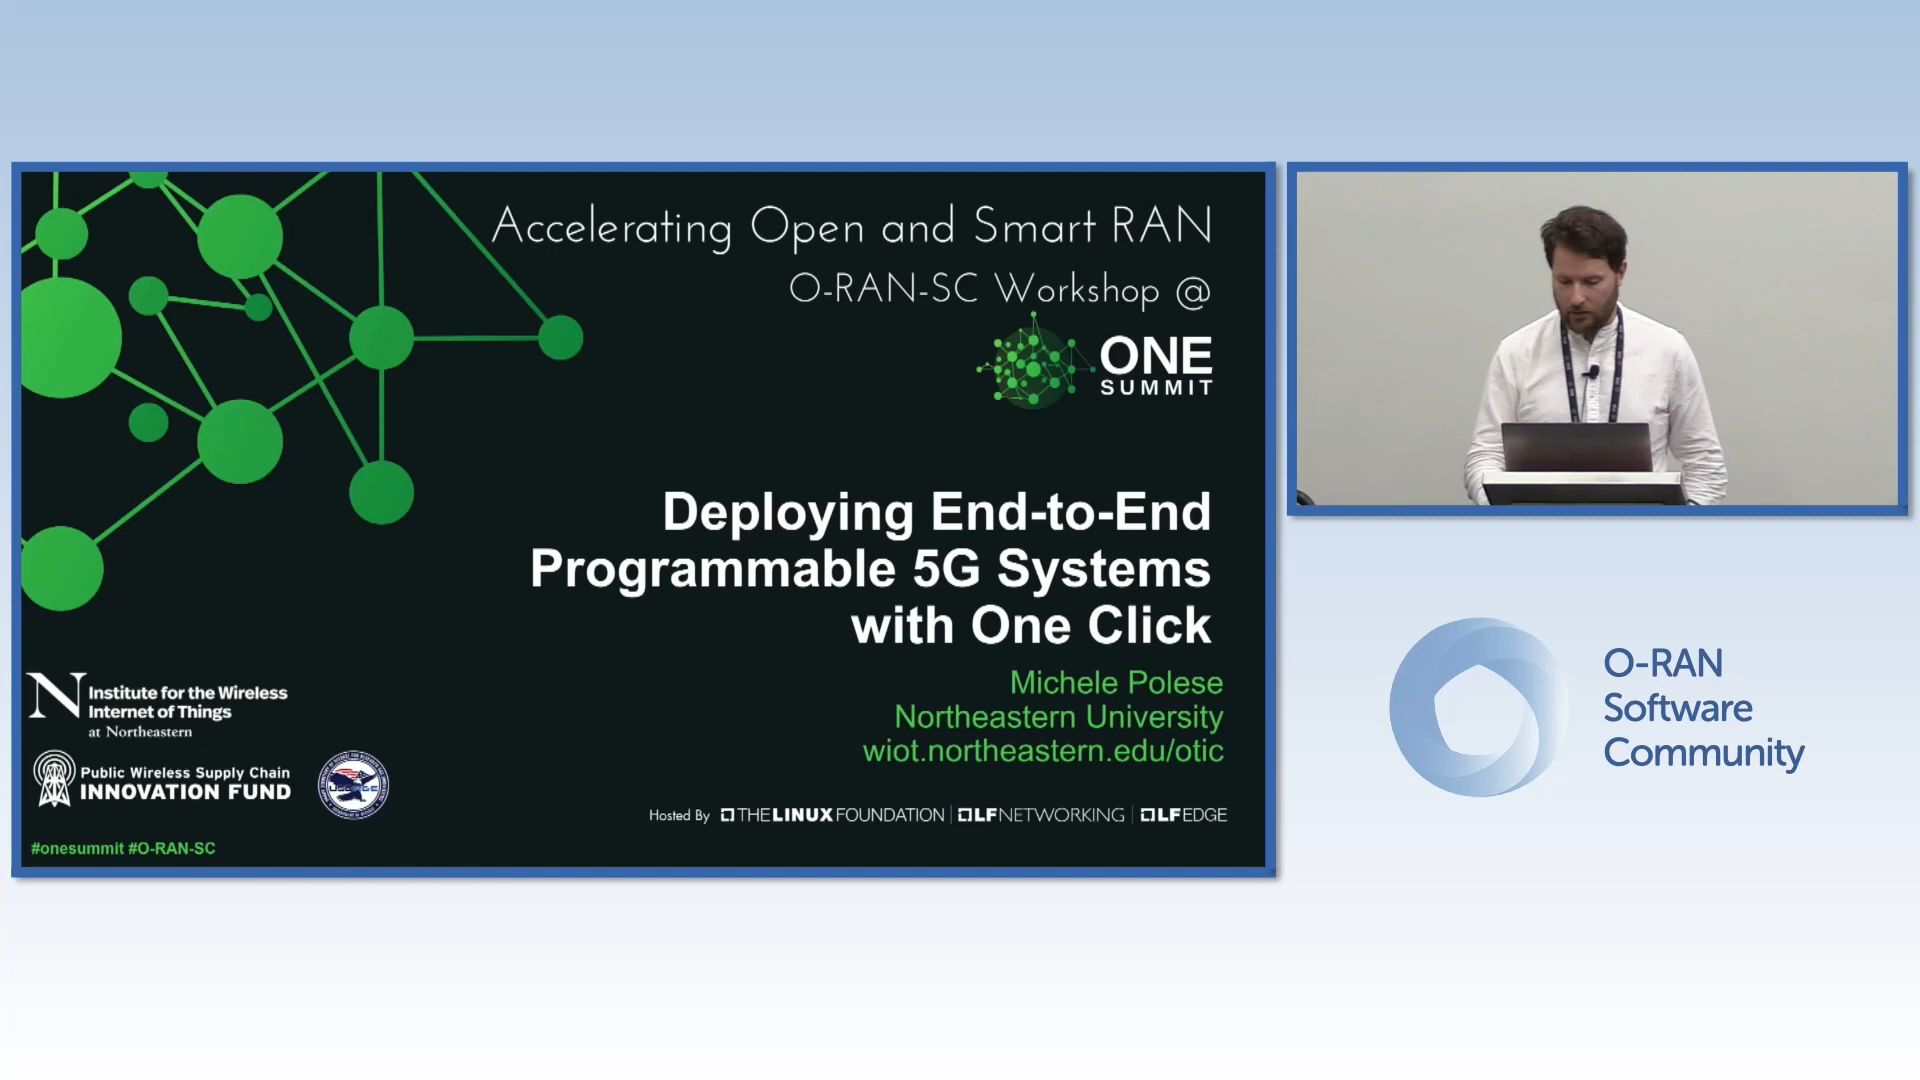 Accelerating Open and Smart RAN
O-RAN-SC Workshop @
ONE
SUMMIT
Deploying End-to-End
Programmable 5G Systems
with One Click
Michele Polese
Northeastern University
wiot.northeastern.edu/otic
N Institute for the Wireless
Internet of Things
at Northeastern
Public Wireless Supply Chain
INNOVATION FUND
Hosted By THE LINUX FOUNDATION | LF NETWORKING | LF EDGE
#onesummit #O-RAN-SC
O-RAN
Software
Community